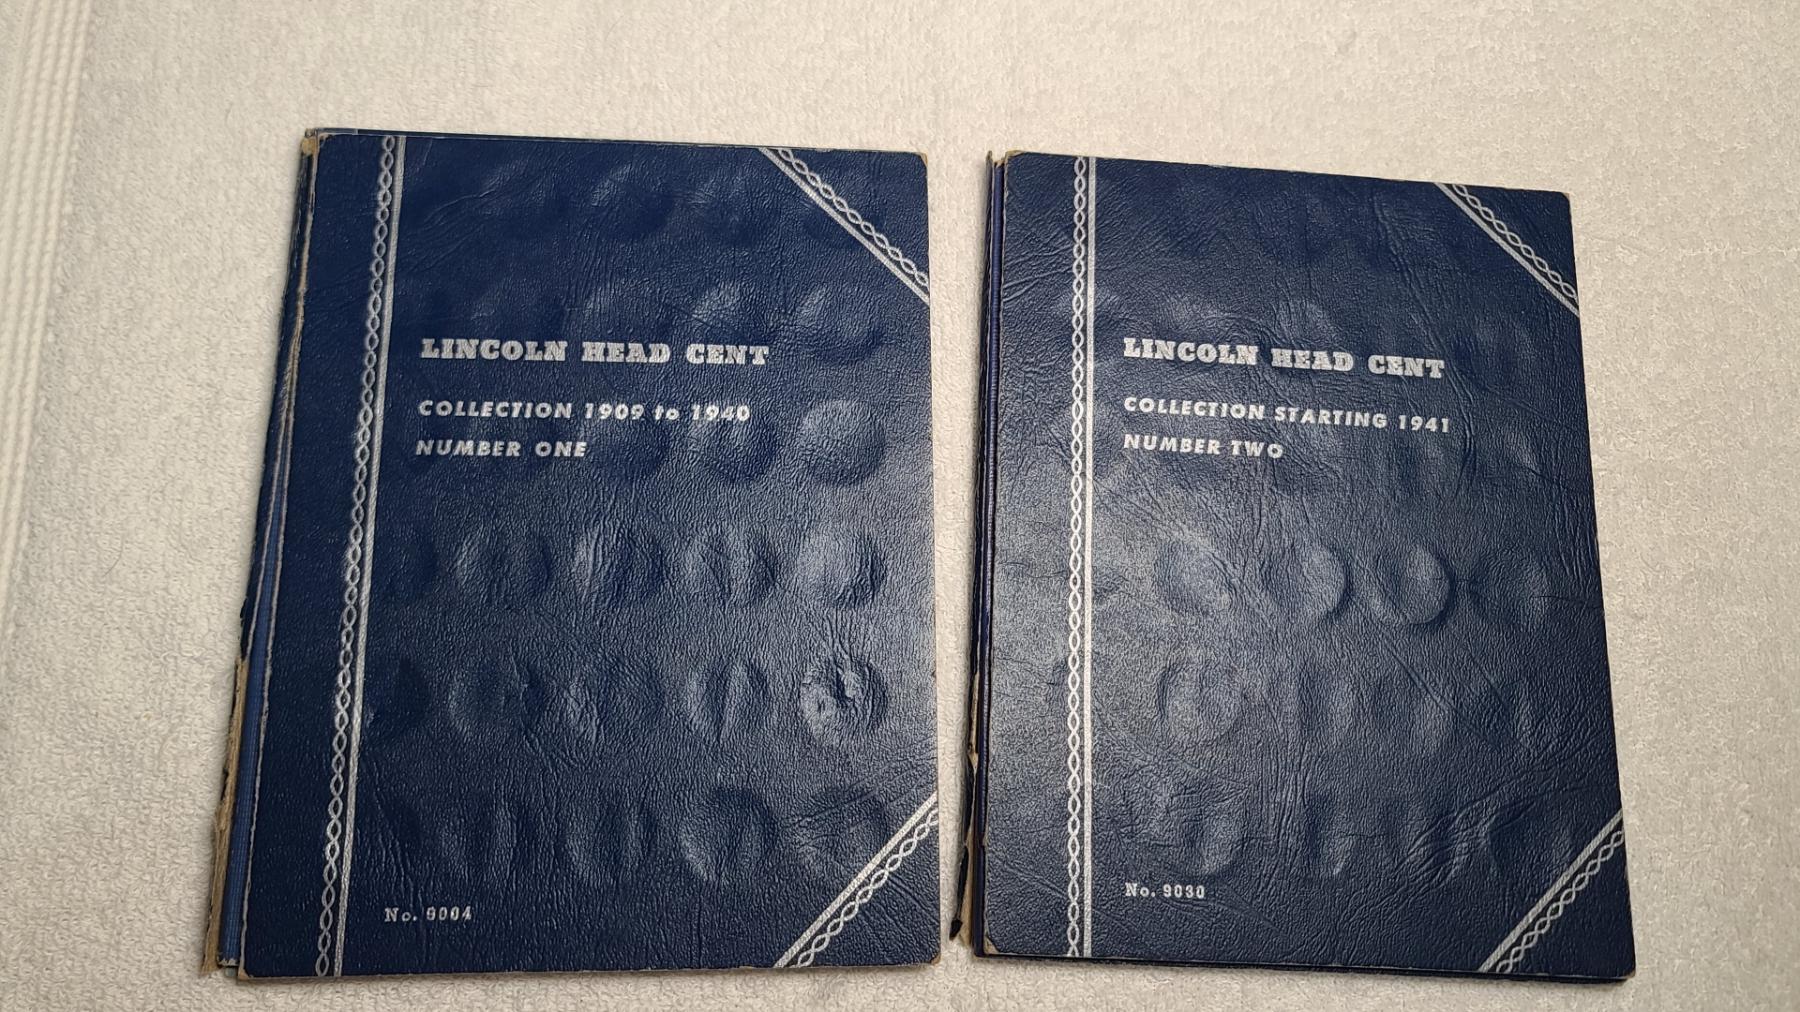 LINCOLN HEAD CENT
COLLECTION 1909 to 1940
NUMBER ONE
No. 9004
LINCOLN HEAD CENT
COLLECTION STARTING 1941
NUMBER TWO
No. 9030